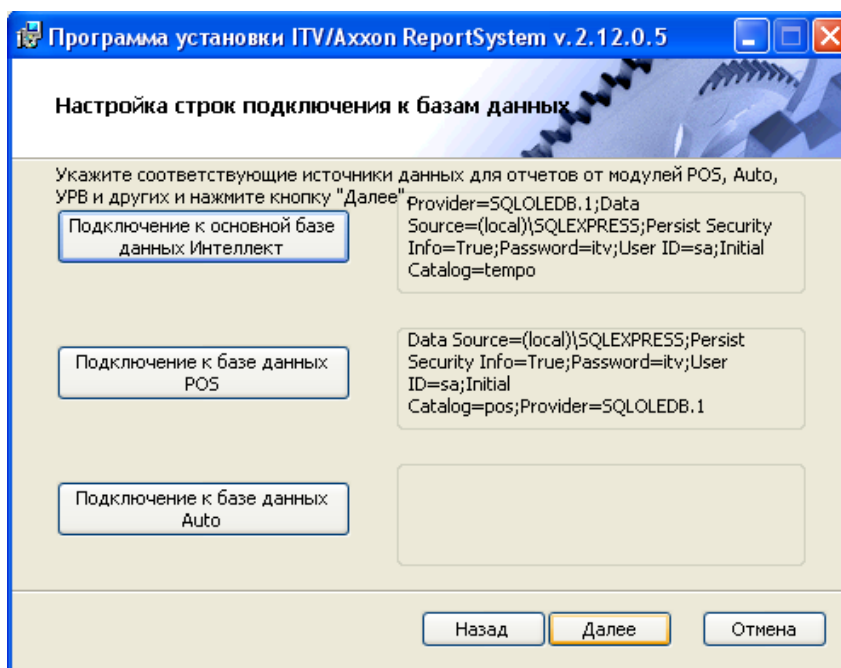 Программа установки ITV/Axxon ReportSystem v.2.12.0.5
Настройка строк подключения к базам данных
Укажите соответствующие источники данных для отчетов от модулей POS, Auto,
УРВ и других и нажмите кнопку "Далее".
Подключение к основной базе
данных Интеллект
Provider=SQLOLEDB.1;Data
Source=(local)\SQLEXPRESS;Persist Security
Info=True;Password=itv;User ID=sa;Initial
Catalog=tempo
Подключение к базе данных
POS
Data Source=(local)\SQLEXPRESS;Persist
Security Info=True;Password=itv;User
ID=sa;Initial
Catalog=pos;Provider=SQLOLEDB.1
Подключение к базе данных
Auto
Назад
Далее
Отмена